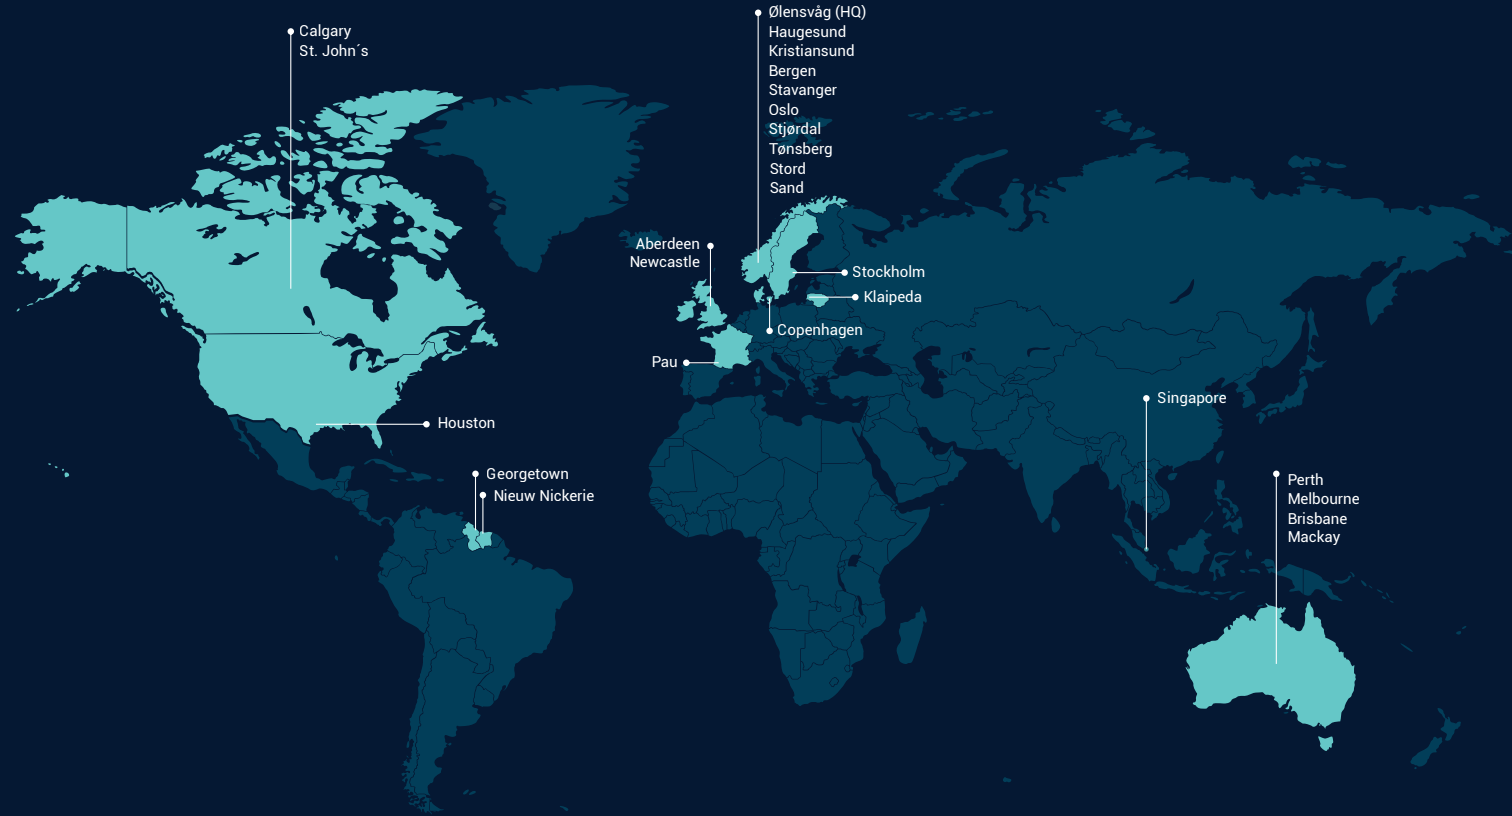 Calgary
St. John´s
Ølensvåg (HQ)
Haugesund
Kristiansund
Bergen
Stavanger
Oslo
Stjørdal
Tønsberg
Stord
Sand
Aberdeen
Newcastle
Stockholm
Klaipeda
Copenhagen
Pau
Houston
Georgetown
Nieuw Nickerie
Singapore
Perth
Melbourne
Brisbane
Mackay